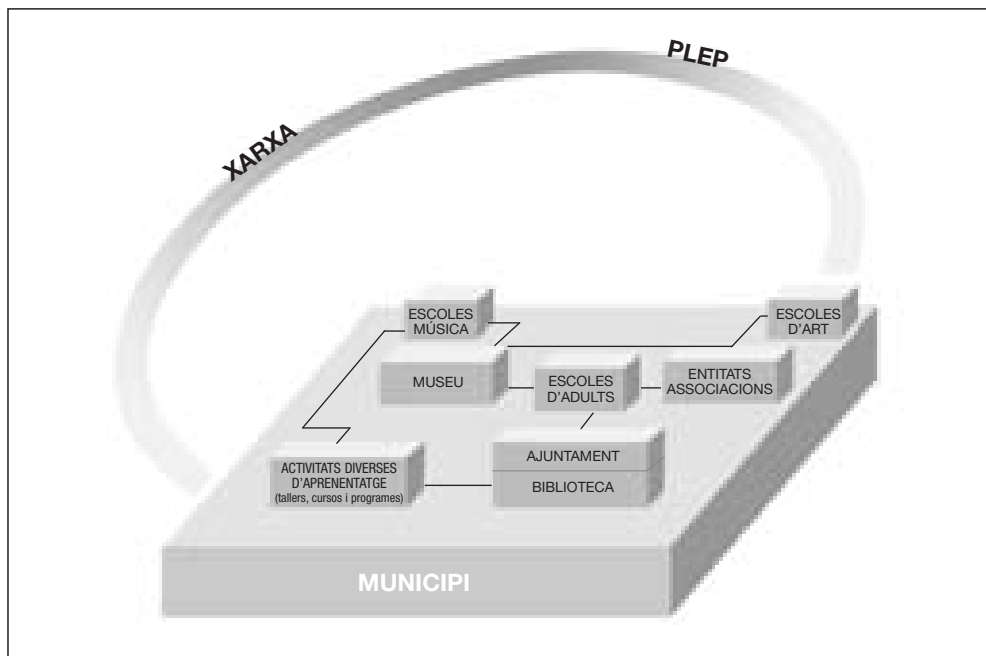 XARXA
PLEP
ESCOLES
MÚSICA
ESCOLES
D'ART
MUSEU
ESCOLES
D'ADULTS
ENTITATS
ASSOCIACIONS
ACTIVITATS DIVERSES
D'APRENENTATGE
(tallers, cursos i programes)
AJUNTAMENT
BIBLIOTECA
MUNICIPI